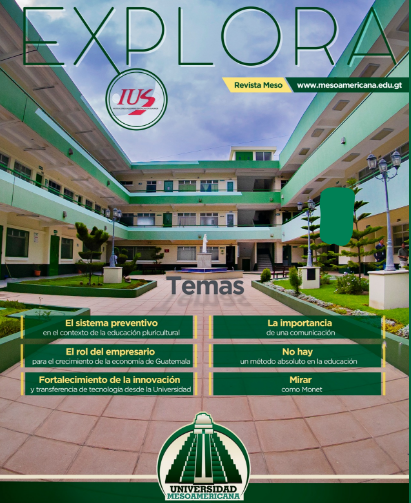 EXPLORA
IUS
Revista Meso
www.mesoamericana.edu.gt
Temas
El sistema preventivo
en el contexto de la educación pluricultural
La importancia
de una comunicación
El rol del empresario
para el crecimiento de la economía de Guatemala
No hay
un método absoluto en la educación
Fortalecimiento de la innovación
y transferencia de tecnología desde la Universidad
Mirar
como Monet
UNIVERSIDAD
MESOAMERICANA